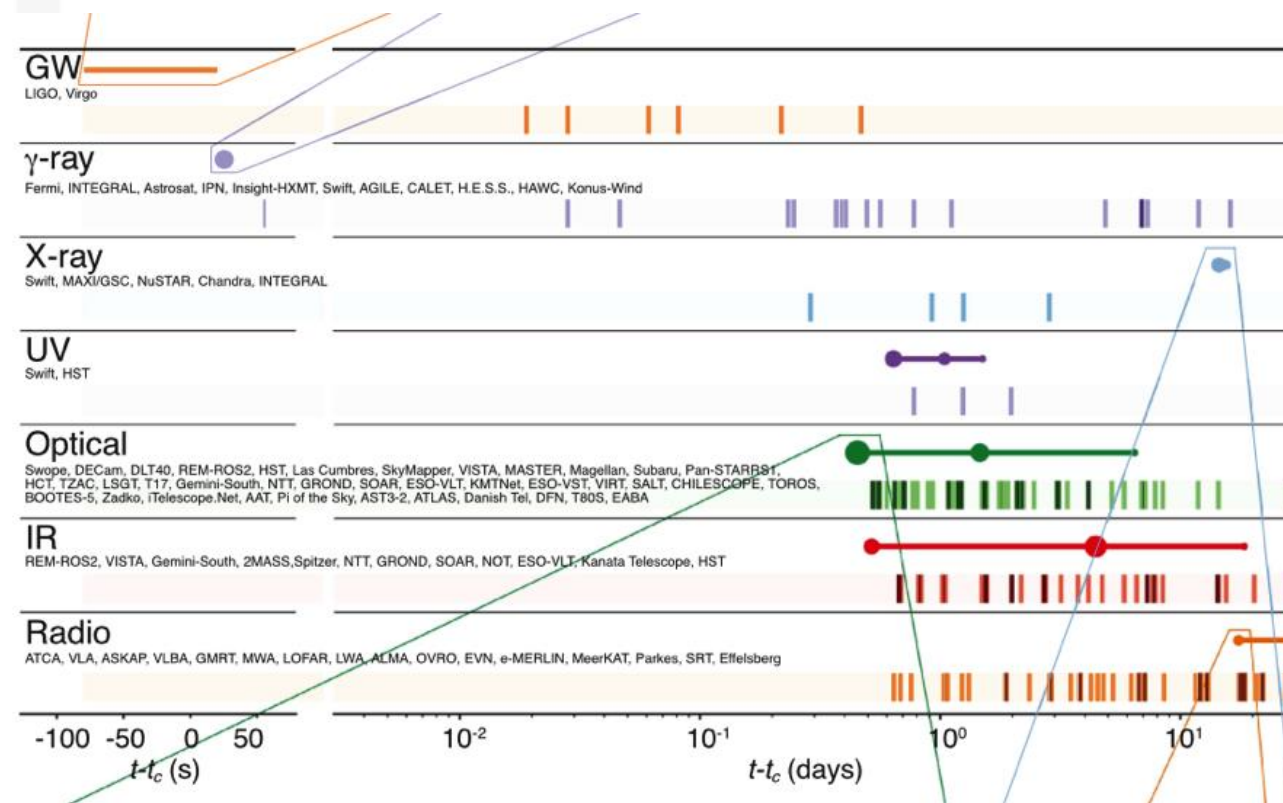 GW
LIGO, Virgo
γ-ray
Fermi, INTEGRAL, Astrosat, IPN, Insight-HXMT, Swift, AGILE, CALET, H.E.S.S., HAWC, Konus-Wind
X-ray
Swift, MAXI/GSC, NuSTAR, Chandra, INTEGRAL
UV
Swift, HST
Optical
Swope, DECam, DLT40, REM-ROS2, HST, Las Cumbres, SkyMapper, VISTA, MASTER, Magellan, Subaru, Pan-STARRS1,
HCT, TZAC, LSGT, T17, Gemini-South, NTT, GROND, SOAR, ESO-VLT, KMTNet, ESO-VST, VIRT, SALT, CHILESCOPE, TOROS,
BOOTES-5, Zadko, iTelescope.Net, AAT, Pi of the Sky, AST3-2, ATLAS, Danish Tel, DFN, T80S, EABA
IR
REM-ROS2, VISTA, Gemini-South, 2MASS,Spitzer, NTT, GROND, SOAR, NOT, ESO-VLT, Kanata Telescope, HST
Radio
ATCA, VLA, ASKAP, VLBA, GMRT, MWA, LOFAR, LWA, ALMA, OVRO, EVN, e-MERLIN, MeerKAT, Parkes, SRT, Effelsberg
-100 -50 0 50 10⁻² 10⁻¹ 10⁰ 10¹
t-t_c (s) t-t_c (days)